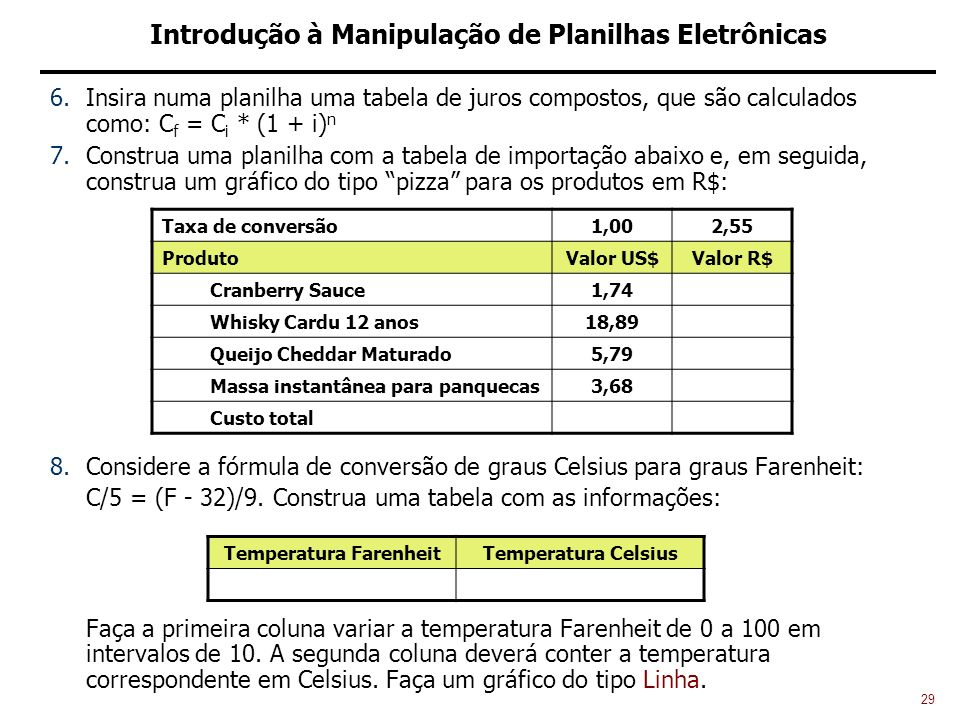 Introdução à Manipulação de Planilhas Eletrônicas
6. Insira numa planilha uma tabela de juros compostos, que são calculados
como: Cf = Ci * (1 + i)n
7. Construa uma planilha com a tabela de importação abaixo e, em seguida,
construa um gráfico do tipo “pizza” para os produtos em R$:
Taxa de conversão 1,00 2,55
Produto Valor US$ Valor R$
Cranberry Sauce 1,74
Whisky Cardu 12 anos 18,89
Queijo Cheddar Maturado 5,79
Massa instantânea para panquecas 3,68
Custo total
8. Considere a fórmula de conversão de graus Celsius para graus Farenheit:
C/5 = (F - 32)/9. Construa uma tabela com as informações:
Temperatura Farenheit Temperatura Celsius
Faça a primeira coluna variar a temperatura Farenheit de 0 a 100 em
intervalos de 10. A segunda coluna deverá conter a temperatura
correspondente em Celsius. Faça um gráfico do tipo Linha.
29